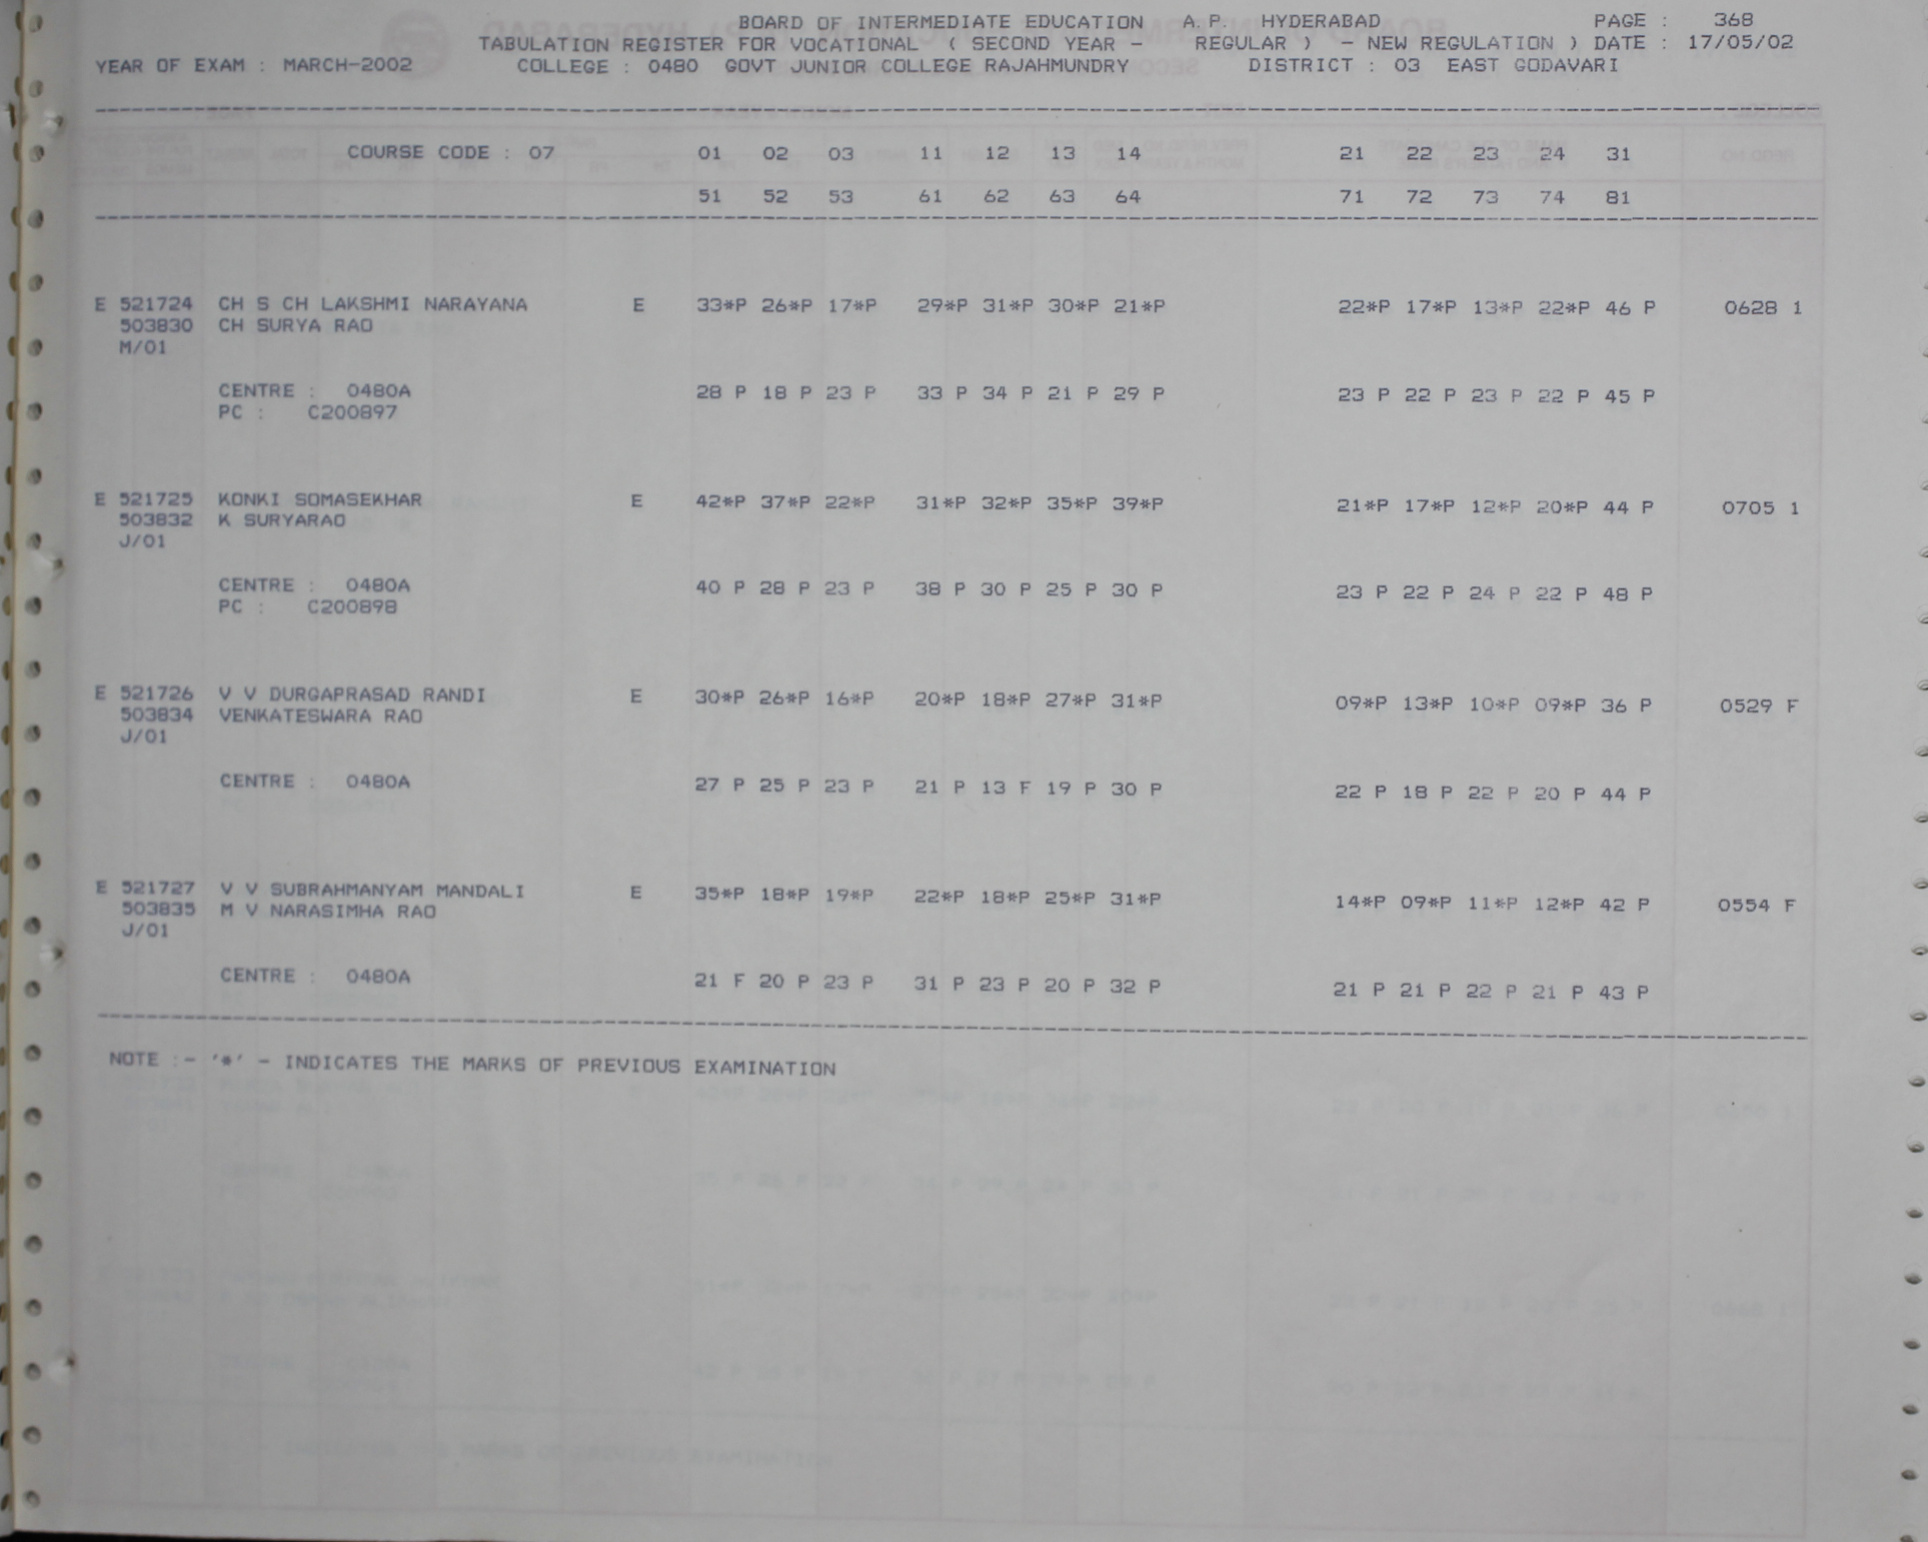 BOARD OF INTERMEDIATE EDUCATION A.P. HYDERABAD PAGE : 368
TABULATION REGISTER FOR VOCATIONAL ( SECOND YEAR - REGULAR ) - NEW REGULATION ) DATE : 17/05/02
YEAR OF EXAM : MARCH-2002 COLLEGE : 0480 GOVT JUNIOR COLLEGE RAJAHMUNDRY DISTRICT : 03 EAST GODAVARI
COURSE CODE : 07 01 02 03 11 12 13 14 21 22 23 24 31
51 52 53 61 62 63 64 71 72 73 74 81
E 521724 CH S CH LAKSHMI NARAYANA E 33*P 26*P 17*P 29*P 31*P 30*P 21*P 22*P 17*P 13*P 22*P 46 P 0628 1
503830 CH SURYA RAO
M/01
CENTRE : 0480A 28 P 18 P 23 P 33 P 34 P 21 P 29 P 23 P 22 P 23 P 22 P 45 P
PC : C200897
E 521725 KONKI SOMASEKHAR E 42*P 37*P 22*P 31*P 32*P 35*P 39*P 21*P 17*P 12*P 20*P 44 P 0705 1
503832 K SURYARAO
J/01
CENTRE : 0480A 40 P 28 P 23 P 38 P 30 P 25 P 30 P 23 P 22 P 24 P 22 P 48 P
PC : C200898
E 521726 V V DURGAPRASAD RANDI E 30*P 26*P 16*P 20*P 18*P 27*P 31*P 09*P 13*P 10*P 09*P 36 P 0529 F
503834 VENKATESWARA RAO
J/01
CENTRE : 0480A 27 P 25 P 23 P 21 P 13 F 19 P 30 P 22 P 18 P 22 P 20 P 44 P
E 521727 V V SUBRAHMANYAM MANDALI E 35*P 18*P 19*P 22*P 18*P 25*P 31*P 14*P 09*P 11*P 12*P 42 P 0554 F
503835 M V NARASIMHA RAO
J/01
CENTRE : 0480A 21 F 20 P 23 P 31 P 23 P 20 P 32 P 21 P 21 P 22 P 21 P 43 P
NOTE :- '*' - INDICATES THE MARKS OF PREVIOUS EXAMINATION